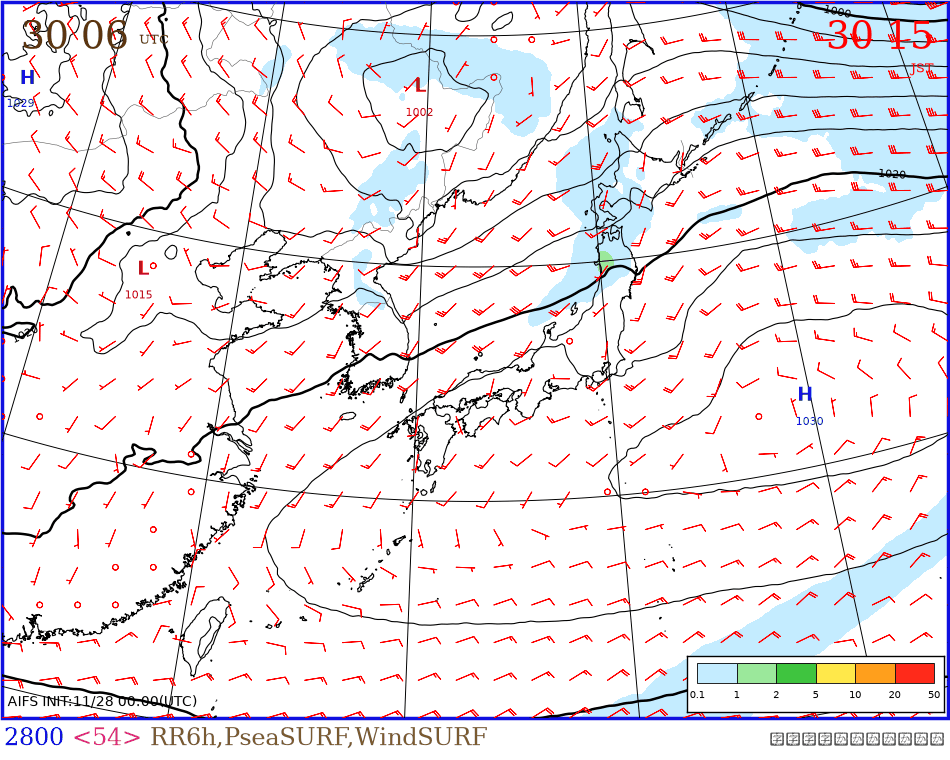 30 06 UTC
30 15 JST
1000
H
1029
L
1002
1020
L
1015
1020
H
1030
0.1 1 2 5 10 20 50
AIFS INIT:11/28 00:00(UTC)
2800 <54> RR6h,PseaSURF,WindSURF